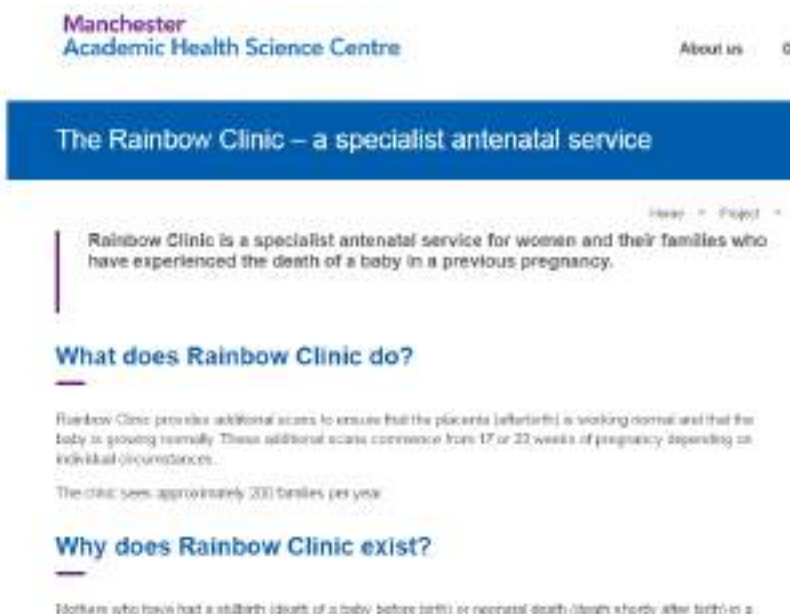 Manchester
Academic Health Science Centre
About us
The Rainbow Clinic – a specialist antenatal service
Home
Project
Rainbow Clinic is a specialist antenatal service for women and their families who
have experienced the death of a baby in a previous pregnancy.
What does Rainbow Clinic do?
Rainbow Clinic provides additional scans to ensure that the placenta (afterbirth) is working normal and that the
baby is growing normally. These additional scans commence from 17 or 23 weeks of pregnancy depending on
individual circumstances.
The clinic sees approximately 200 families per year
Why does Rainbow Clinic exist?
Mothers who have had a stillbirth (death of a baby before birth) or neonatal death (death shortly after birth) in a